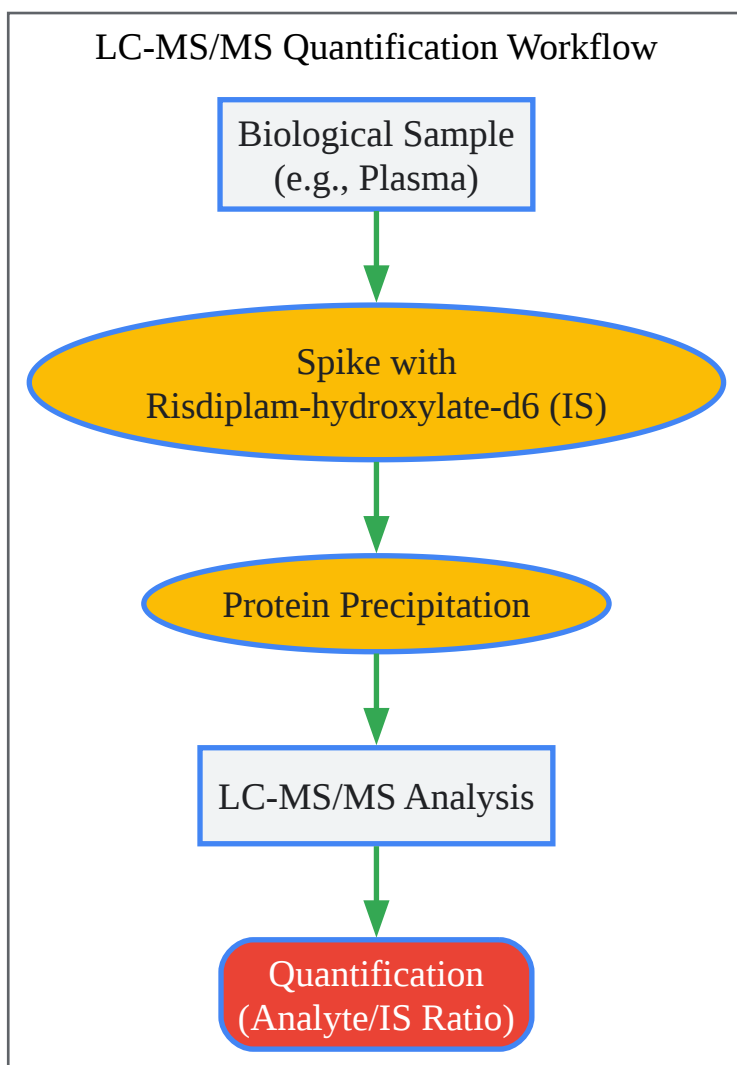 LC-MS/MS Quantification Workflow
Biological Sample
(e.g., Plasma)
Spike with
Risdiplam-hydroxylate-d6 (IS)
Protein Precipitation
LC-MS/MS Analysis
Quantification
(Analyte/IS Ratio)